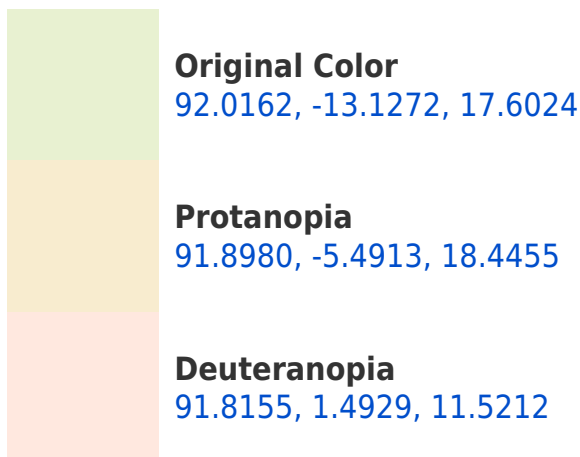 Original Color
92.0162, -13.1272, 17.6024
Protanopia
91.8980, -5.4913, 18.4455
Deuteranopia
91.8155, 1.4929, 11.5212